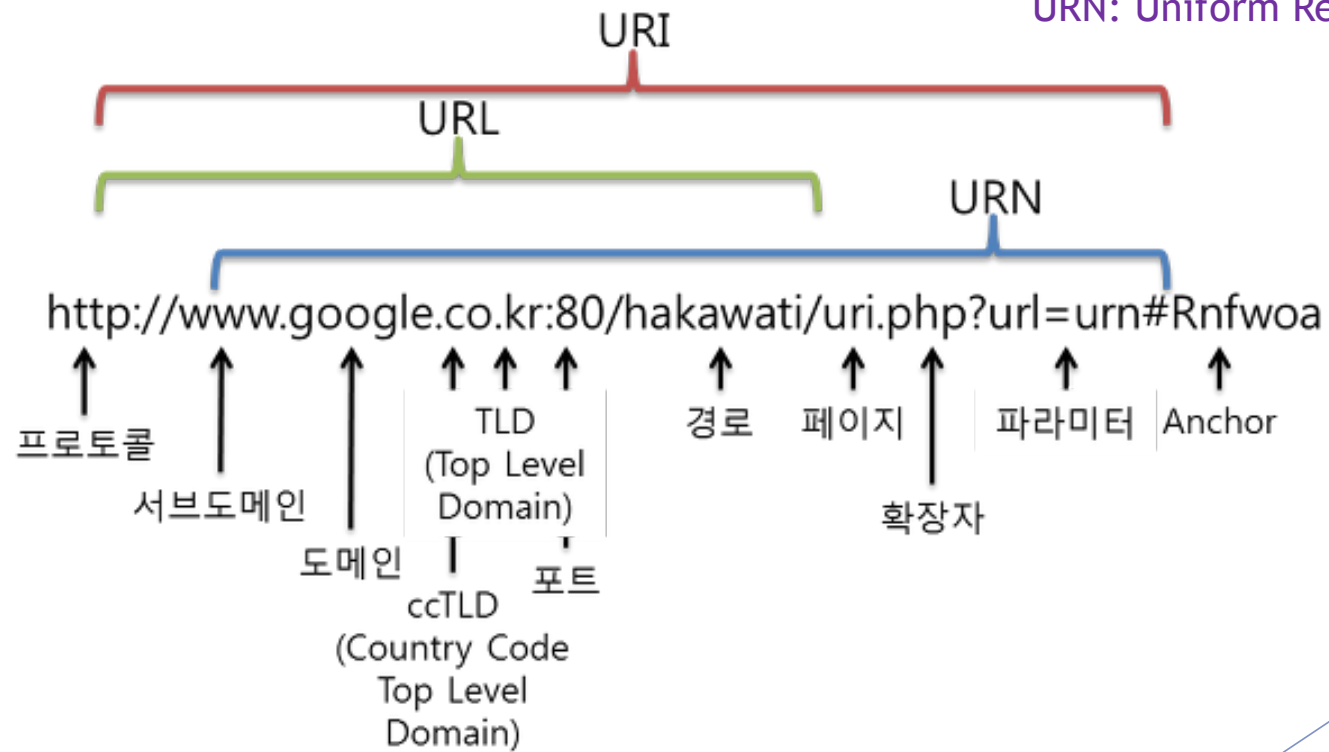 URN: Uniform Re
URI
URL
URN
http://www.google.co.kr:80/hakawati/uri.php?url=urn#Rnfwoa
프로토콜
서브도메인
도메인
TLD
(Top Level
Domain)
ccTLD
(Country Code
Top Level
Domain)
포트
경로
페이지
확장자
파라미터
Anchor